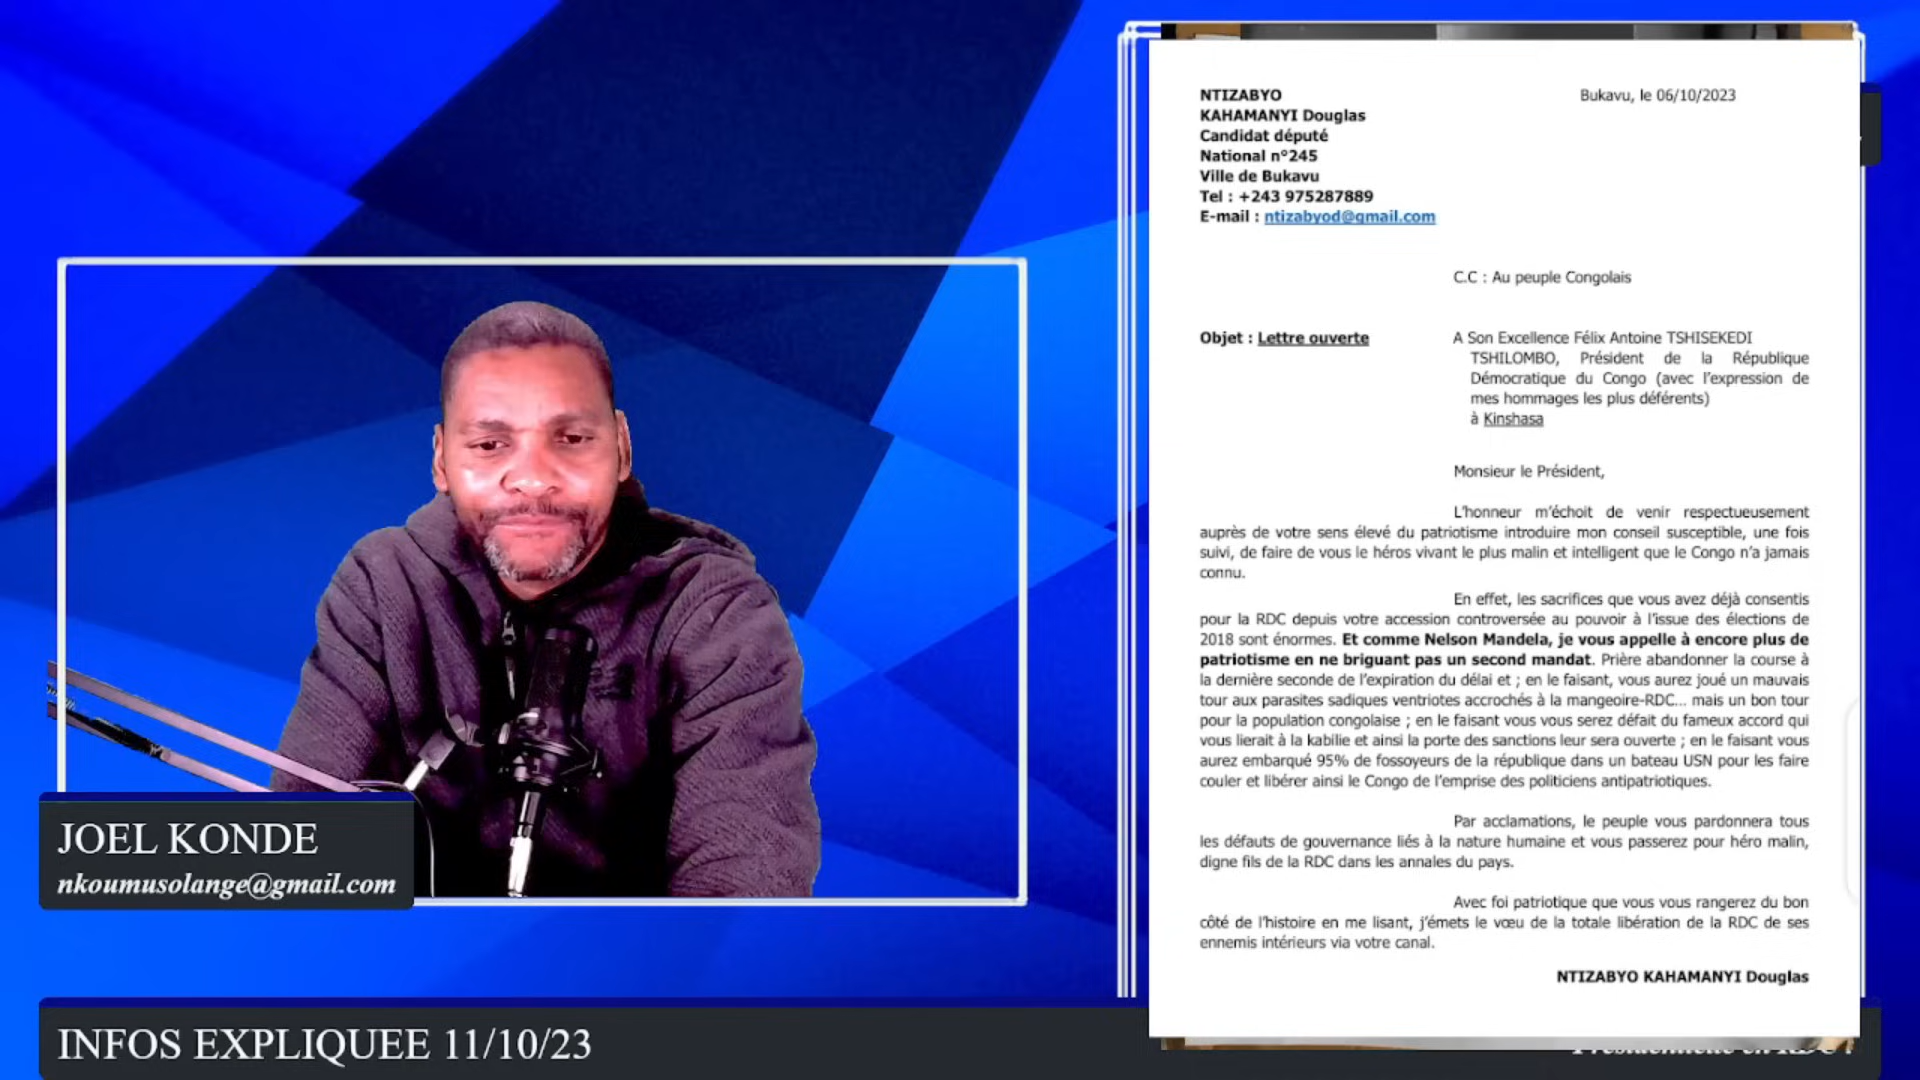 NTIZABYO
KAHAMANYI Douglas
Candidat député
National n°245
Ville de Bukavu
Tel : +243 975287889
E-mail : ntizabyod@gmail.com
Bukavu, le 06/10/2023
C.C : Au peuple Congolais
Objet : Lettre ouverte
A Son Excellence Félix Antoine TSHISEKEDI
TSHILOMBO, Président de la République
Démocratique du Congo (avec l'expression de
mes hommages les plus déférents)
à Kinshasa
Monsieur le Président,
L'honneur m'échoit de venir respectueusement
auprès de votre sens élevé du patriotisme introduire mon conseil susceptible, une fois
suivi, de faire de vous le héros vivant le plus malin et intelligent que le Congo n'a jamais
connu.
En effet, les sacrifices que vous avez déjà consentis
pour la RDC depuis votre accession controversée au pouvoir à l'issue des élections de
2018 sont énormes. Et comme Nelson Mandela, je vous appelle à encore plus de
patriotisme en ne briguant pas un second mandat. Prière abandonner la course à
la dernière seconde de l'expiration du délai et ; en le faisant, vous aurez joué un mauvais
tour aux parasites sadiques ventriotes accrochés à la mangeoire-RDC... mais un bon tour
pour la population congolaise ; en le faisant vous vous serez défait du fameux accord qui
vous lierait à la kabilie et ainsi la porte des sanctions leur sera ouverte ; en le faisant vous
aurez embarqué 95% de fossoyeurs de la république dans un bateau USN pour les faire
couler et libérer ainsi le Congo de l'emprise des politiciens antipatriotiques.
Par acclamations, le peuple vous pardonnera tous
les défauts de gouvernance liés à la nature humaine et vous passerez pour héro malin,
digne fils de la RDC dans les annales du pays.
Avec foi patriotique que vous vous rangerez du bon
côté de l'histoire en me lisant, j'émets le vœu de la totale libération de la RDC de ses
ennemis intérieurs via votre canal.
NTIZABYO KAHAMANYI Douglas
JOEL KONDE
nkoumusolange@gmail.com
INFOS EXPLIQUEE 11/10/23